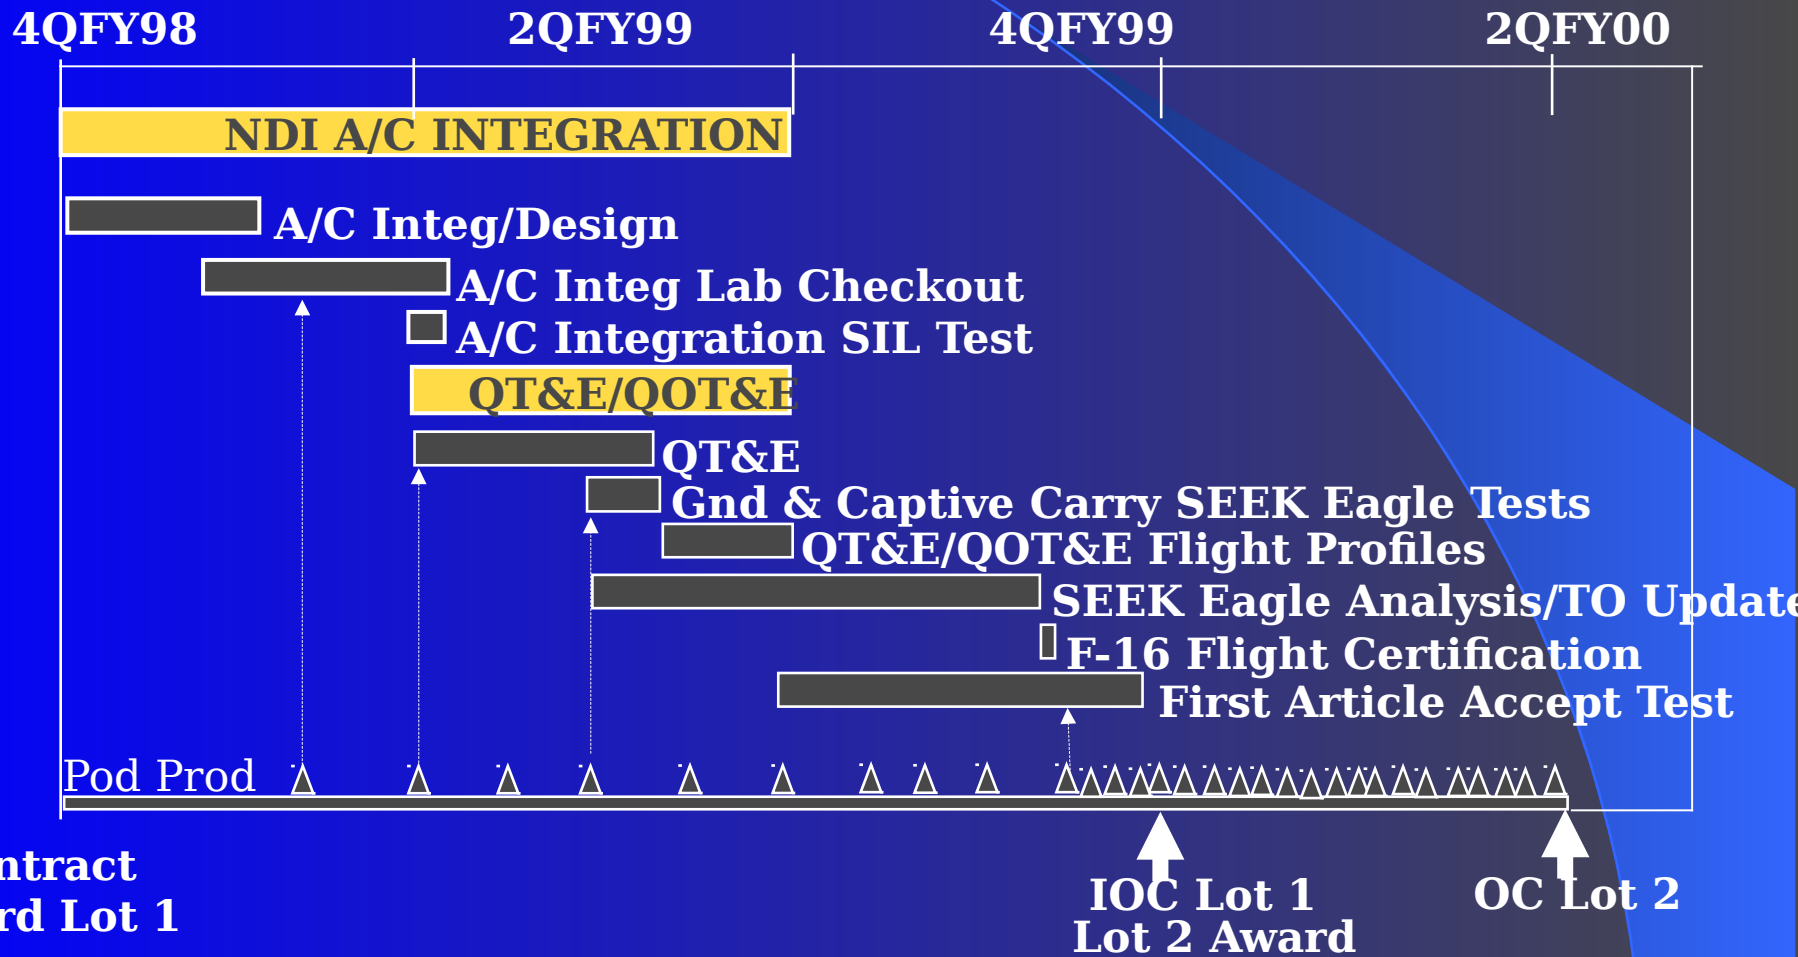 4QFY98 2QFY99 4QFY99 2QFY00
NDI A/C INTEGRATION
A/C Integ/Design
A/C Integ Lab Checkout
A/C Integration SIL Test
QT&E/QOT&E
QT&E
Gnd & Captive Carry SEEK Eagle Tests
QT&E/QOT&E Flight Profiles
SEEK Eagle Analysis/TO Update
F-16 Flight Certification
First Article Accept Test
Pod Prod
ntract
rd Lot 1
IOC Lot 1
Lot 2 Award
OC Lot 2